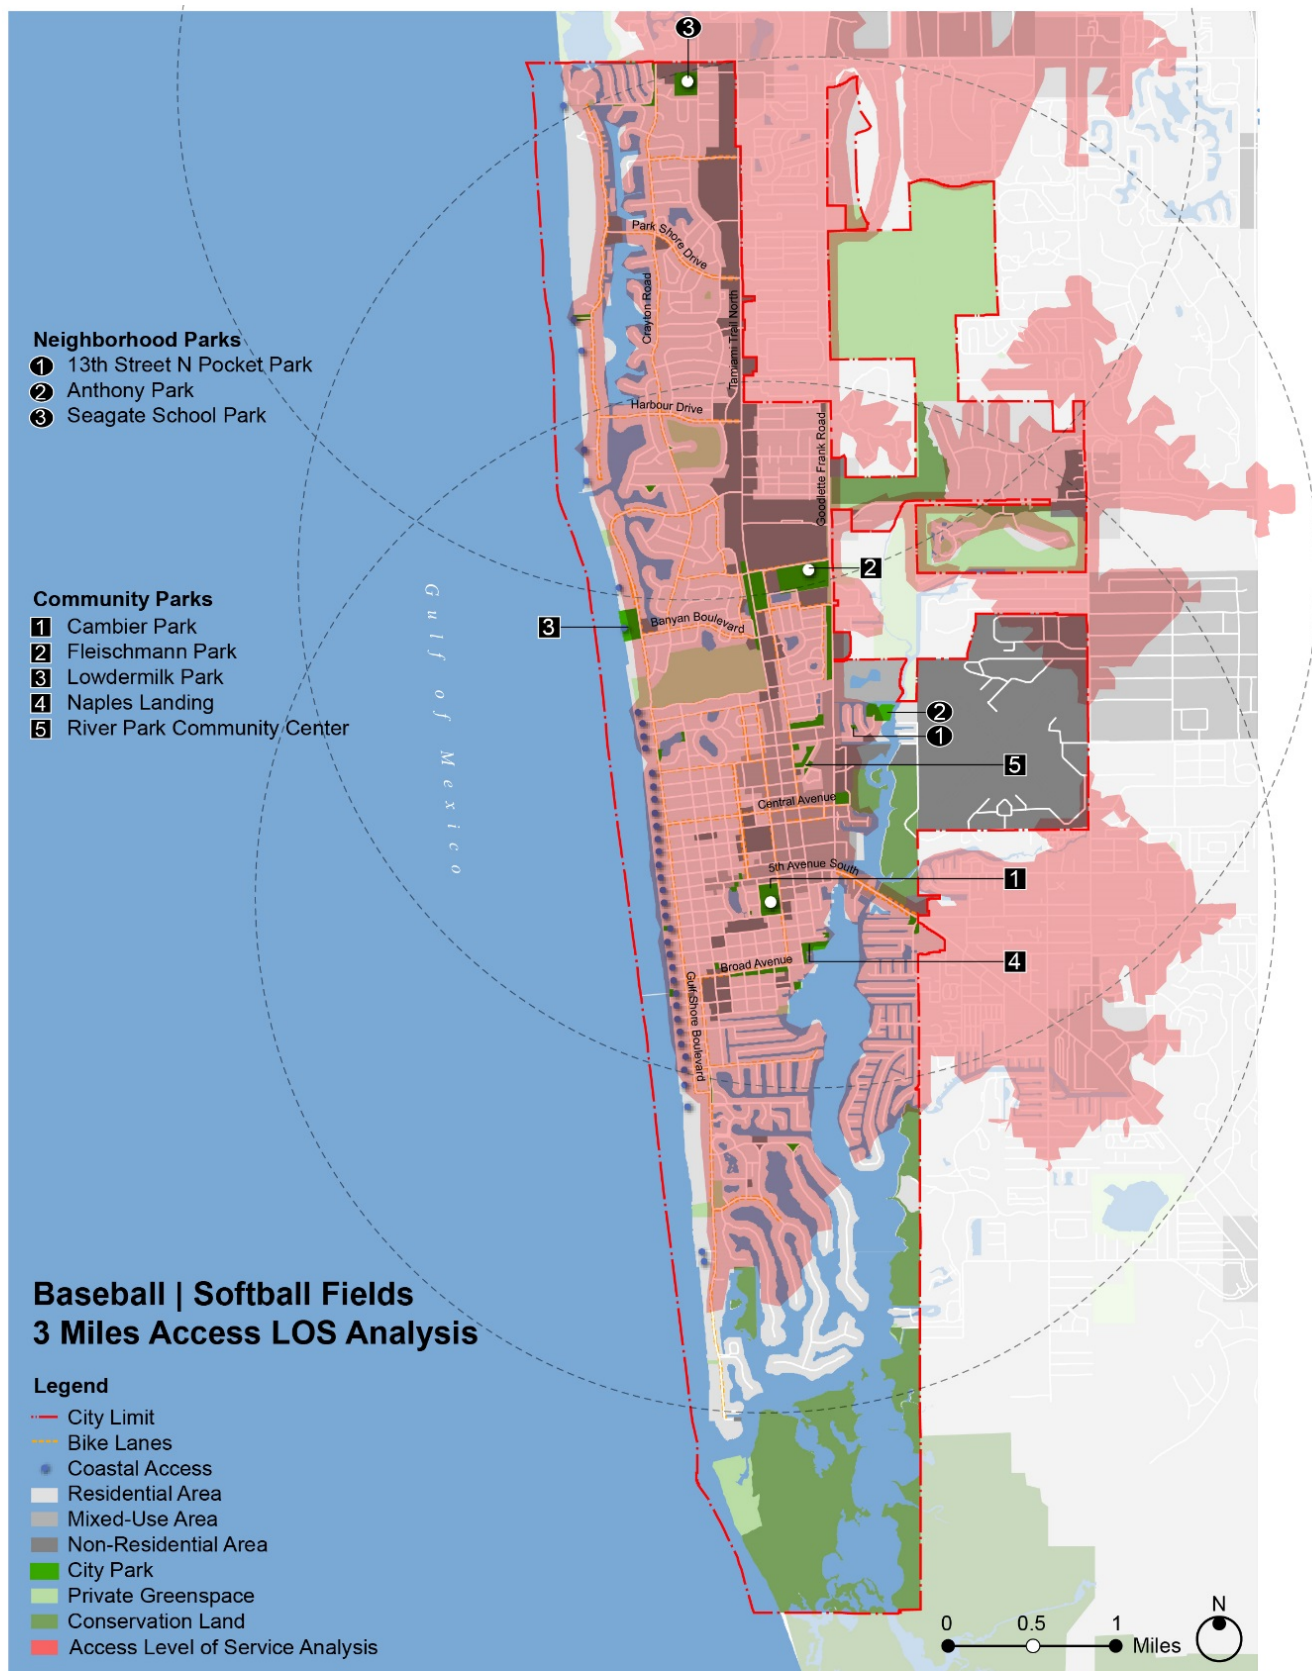 3
Park Shore Drive
Crayton Road
Tamiami Trail North
Neighborhood Parks
1 13th Street N Pocket Park
2 Anthony Park
3 Seagate School Park
Harbour Drive
Goodlette Frank Road
2
Community Parks
1 Cambier Park
2 Fleischmann Park
3 Lowdermilk Park
4 Naples Landing
5 River Park Community Center
Gulf of Mexico
3
Banyan Boulevard
2
1
5
Central Avenue
5th Avenue South
1
Broad Avenue
4
Gulf Shore Boulevard
Baseball | Softball Fields
3 Miles Access LOS Analysis
Legend
City Limit
Bike Lanes
Coastal Access
Residential Area
Mixed-Use Area
Non-Residential Area
City Park
Private Greenspace
Conservation Land
Access Level of Service Analysis
0 0.5 1
Miles
N